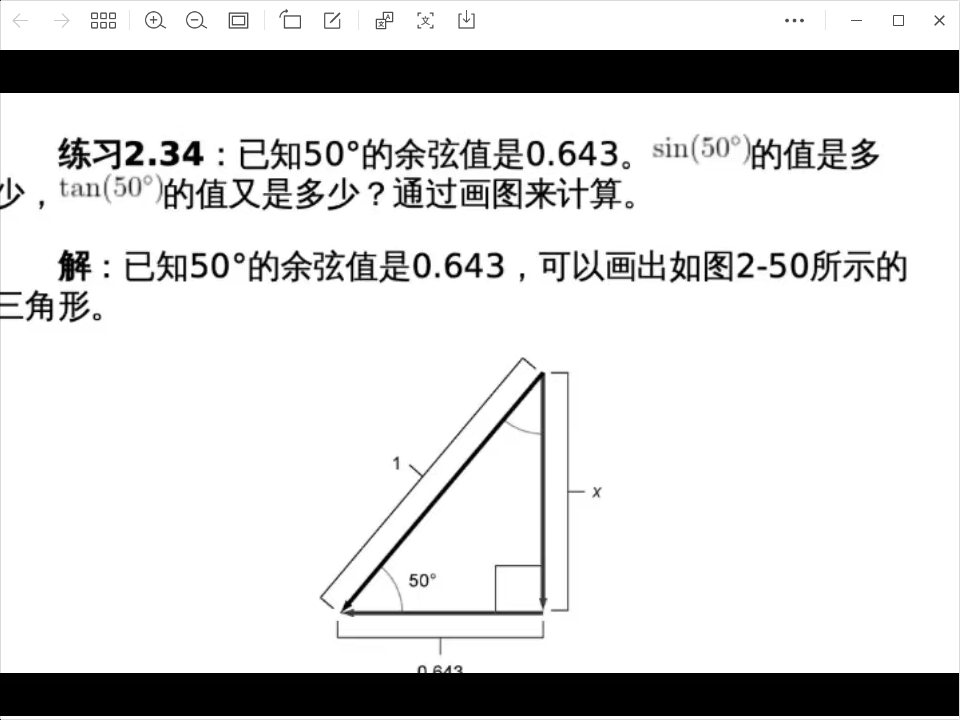 练习2.34：已知50°的余弦值是0.643。sin(50°)的值是多
少，tan(50°)的值又是多少？通过画图来计算。
解：已知50°的余弦值是0.643，可以画出如图2-50所示的
三角形。
1
x
50°
0.643